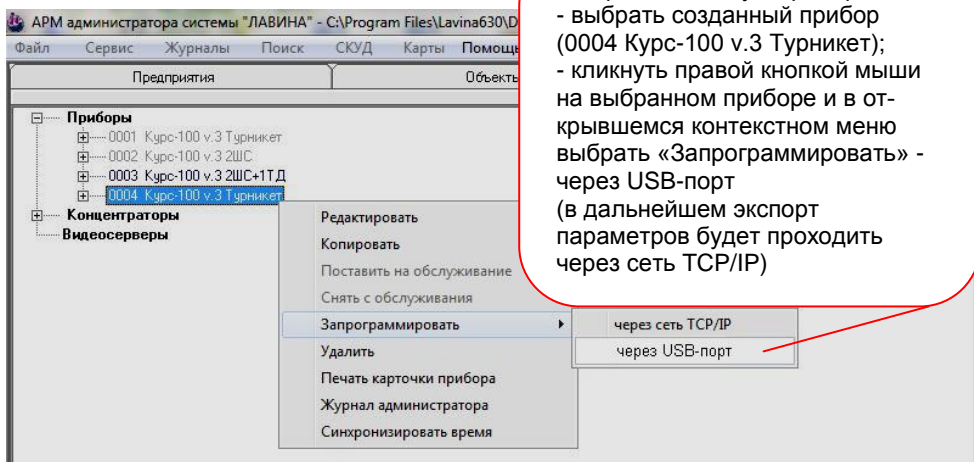 АРМ администратора системы "ЛАВИНА" - C:\Program Files\Lavina630\D
Файл Сервис Журналы Поиск СКУД Карты Помощь
Предприятия Объекты
Приборы
0001 Курс-100 v.3 Турникет
0002 Курс-100 v.3 2ШС
0003 Курс-100 v.3 2ШС+1ТД
0004 Курс-100 v.3 Турникет
Концентраторы
Видеосерверы
Редактировать
Копировать
Поставить на обслуживание
Снять с обслуживания
Запрограммировать
Удалить
Печать карточки прибора
Журнал администратора
Синхронизировать время
через сеть TCP/IP
через USB-порт
- выбрать созданный прибор
(0004 Курс-100 v.3 Турникет);
- кликнуть правой кнопкой мыши
на выбранном приборе и в от-
крывшемся контекстном меню
выбрать «Запрограммировать» -
через USB-порт
(в дальнейшем экспорт
параметров будет проходить
через сеть TCP/IP)